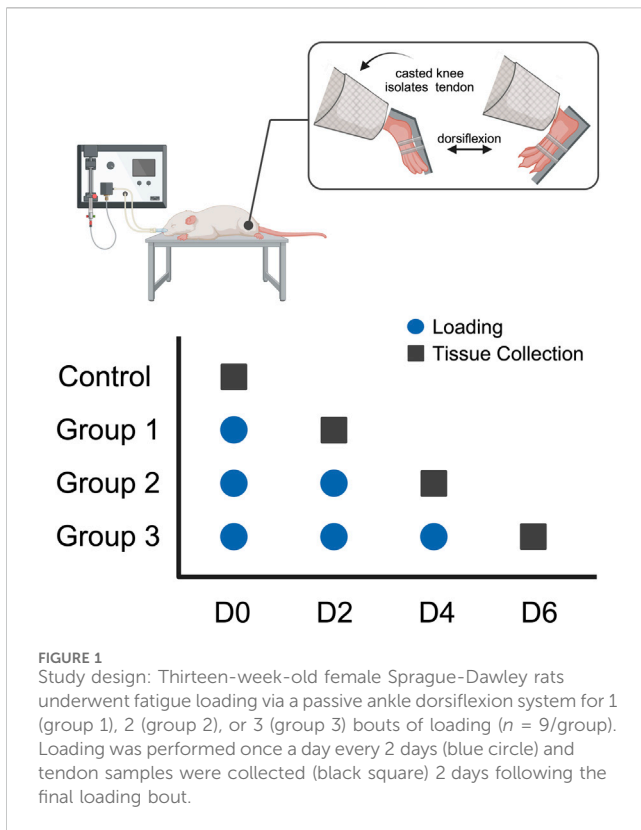 casted knee
isolates tendon
dorsiflexion
Loading
Tissue Collection
Control
Group 1
Group 2
Group 3
D0 D2 D4 D6
FIGURE 1
Study design: Thirteen-week-old female Sprague-Dawley rats
underwent fatigue loading via a passive ankle dorsiflexion system for 1
(group 1), 2 (group 2), or 3 (group 3) bouts of loading (n = 9/group).
Loading was performed once a day every 2 days (blue circle) and
tendon samples were collected (black square) 2 days following the
final loading bout.